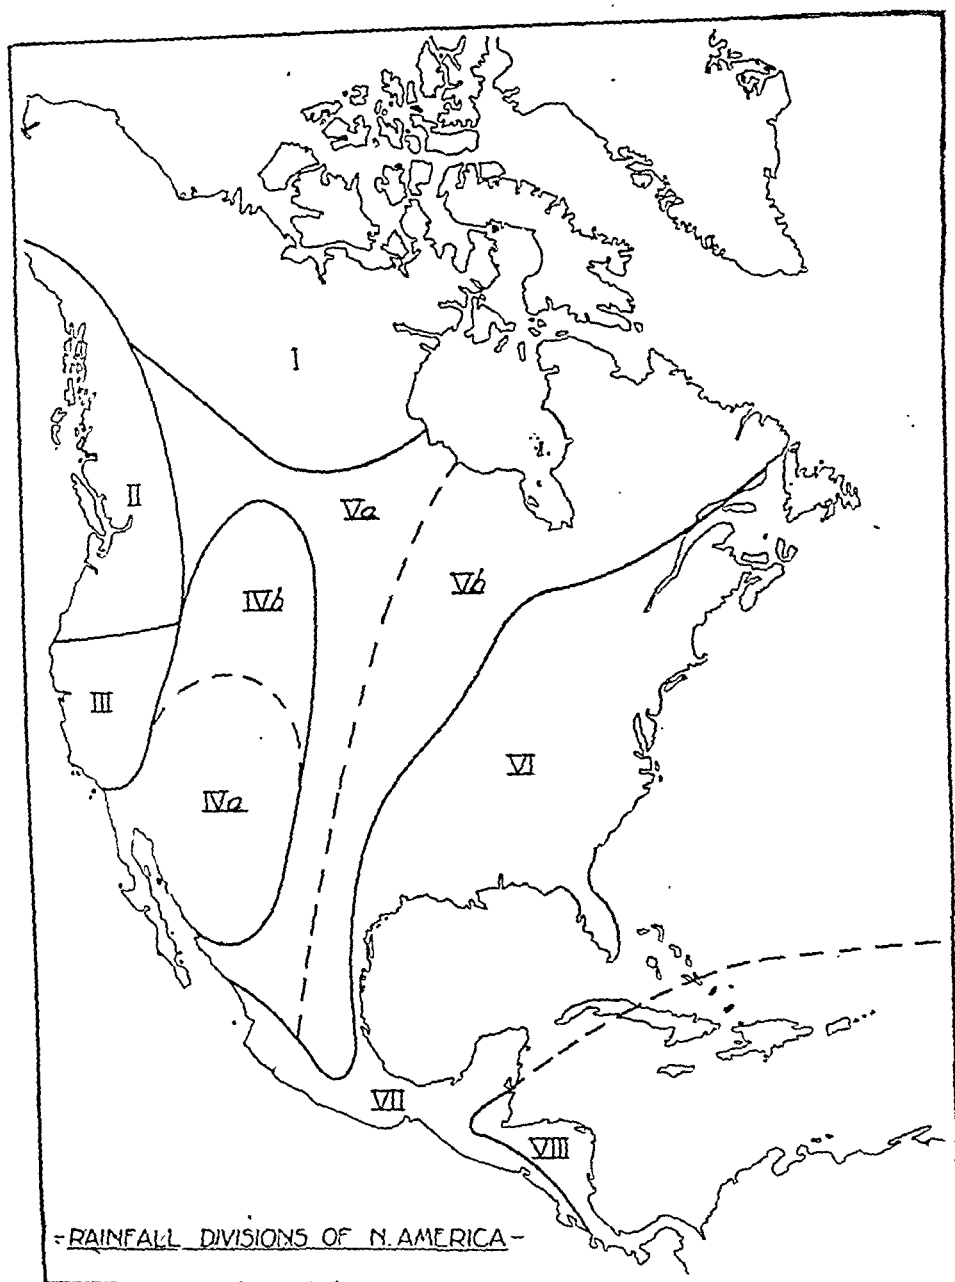 I
II
Va
IVb
Vb
III
VI
IVa
VII
VIII
-RAINFALL DIVISIONS OF N. AMERICA-